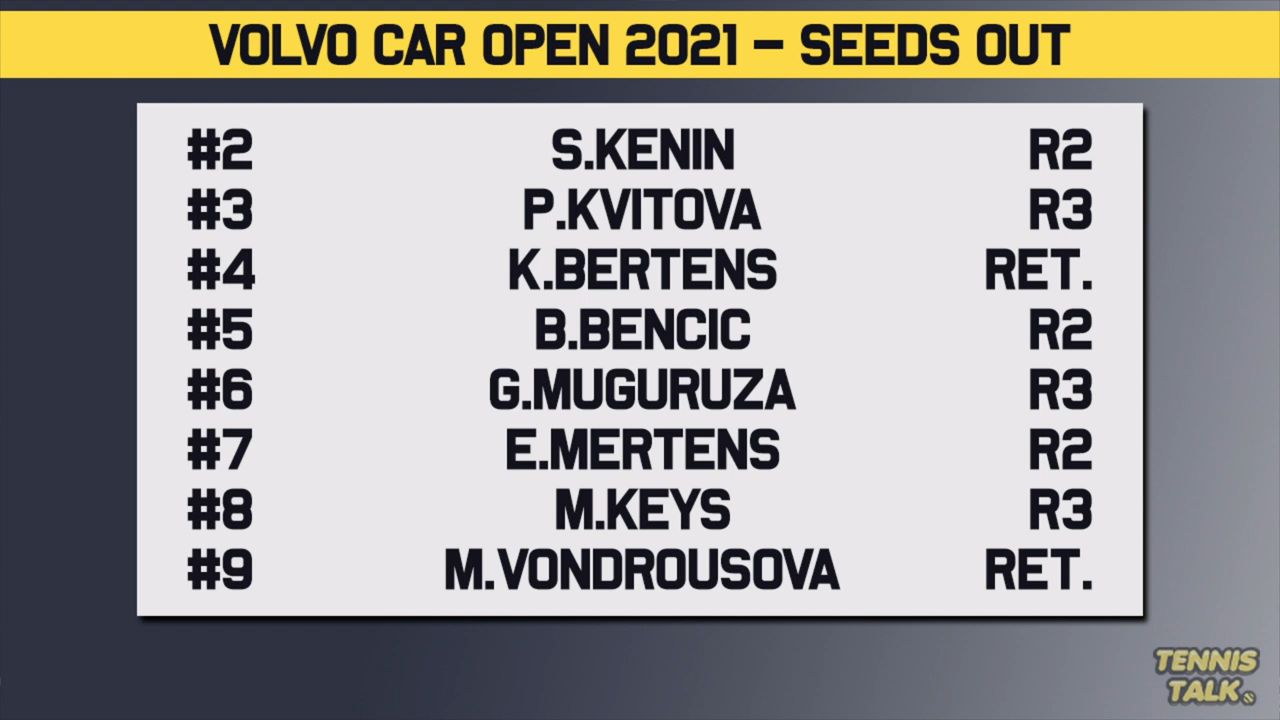 VOLVO CAR OPEN 2021 – SEEDS OUT
#2 S.KENIN R2
#3 P.KVITOVA R3
#4 K.BERTENS RET.
#5 B.BENCIC R2
#6 G.MUGURUZA R3
#7 E.MERTENS R2
#8 M.KEYS R3
#9 M.VONDROUSOVA RET.
TENNIS
TALK